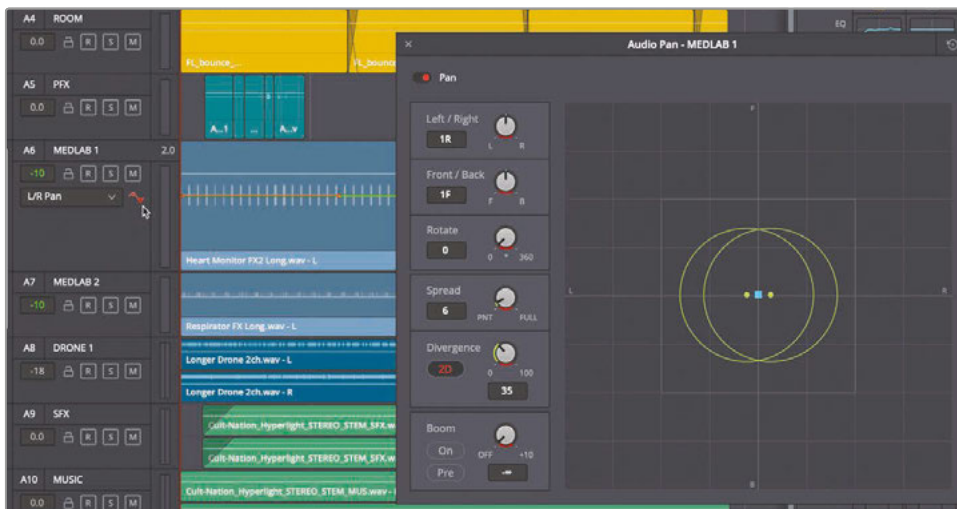 A4 ROOM
0.0 R S M
FL_bounce_...
EQ
Audio Pan - MEDLAB 1
Pan
A5 PFX
0.0 R S M
A...1 ... A...v
A6 MEDLAB 1 2.0
-10 R S M
L/R Pan
Heart Monitor FX2 Long.wav - L
A7 MEDLAB 2
-10 R S M
Respirator FX Long.wav - L
A8 DRONE 1
-18 R S M
Longer Drone 2ch.wav - L
Longer Drone 2ch.wav - R
A9 SFX
0.0 R S M
Cult-Nation_Hyperlight_STEREO_STEM_SFX.w
Cult-Nation_Hyperlight_STEREO_STEM_SFX.w
A10 MUSIC
0.0 R S M
Cult-Nation_Hyperlight_STEREO_STEM_MUS.wav -
Left / Right
1R
L R
Front / Back
1F
F B
Rotate
0
0 * 360
Spread
6
PNT FULL
Divergence
2D
0 100
35
Boom
On
OFF +10
Pre
-∞
F
L R
B